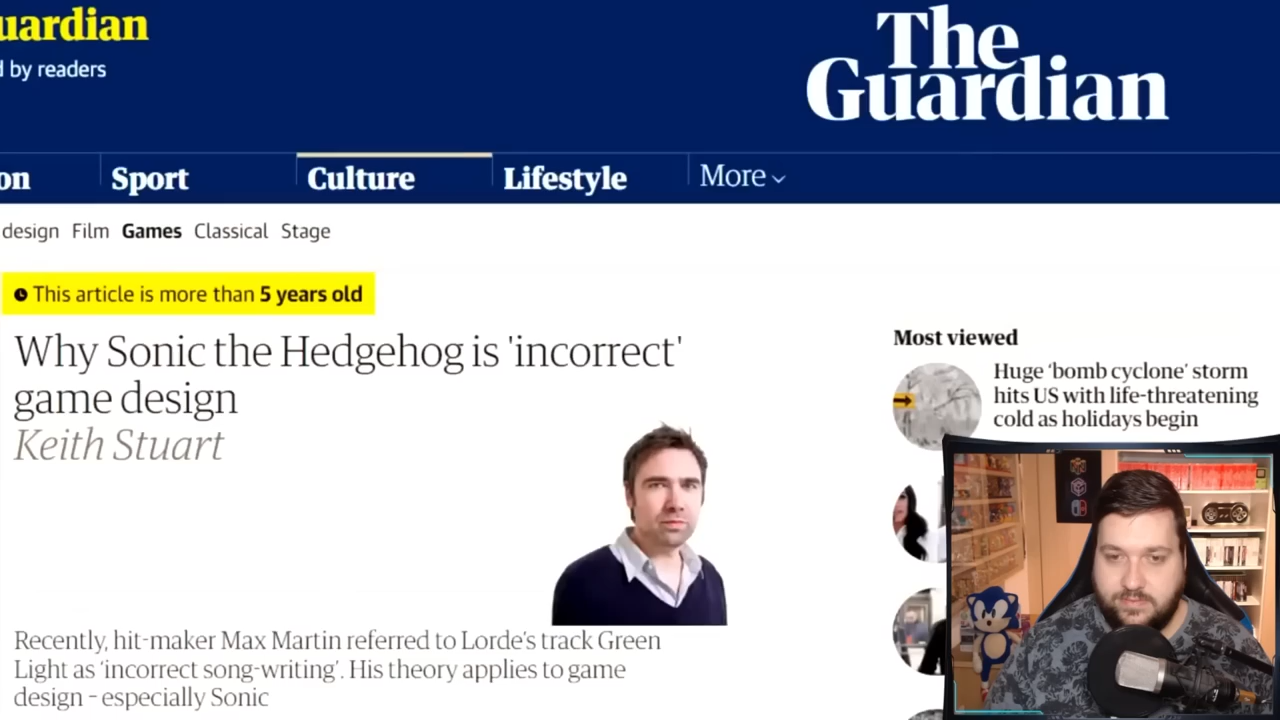 uardian
d by readers
The
Guardian
on Sport Culture Lifestyle More
design Film Games Classical Stage
This article is more than 5 years old
Why Sonic the Hedgehog is 'incorrect'
game design
Keith Stuart
Recently, hit-maker Max Martin referred to Lorde's track Green
Light as 'incorrect song-writing'. His theory applies to game
design – especially Sonic
Most viewed
Huge 'bomb cyclone' storm
hits US with life-threatening
cold as holidays begin